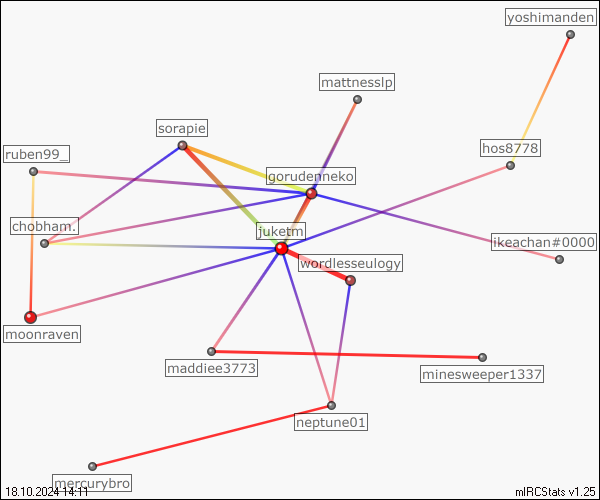 yoshimanden
mattnesslp
sorapie
hos8778
ruben99_
gorudenneko
chobham.
juketm
ikeachan#0000
wordlesseulogy
moonraven
maddiee3773
minesweeper1337
neptune01
mercurybro
18.10.2024 14:11
mIRCStats v1.25